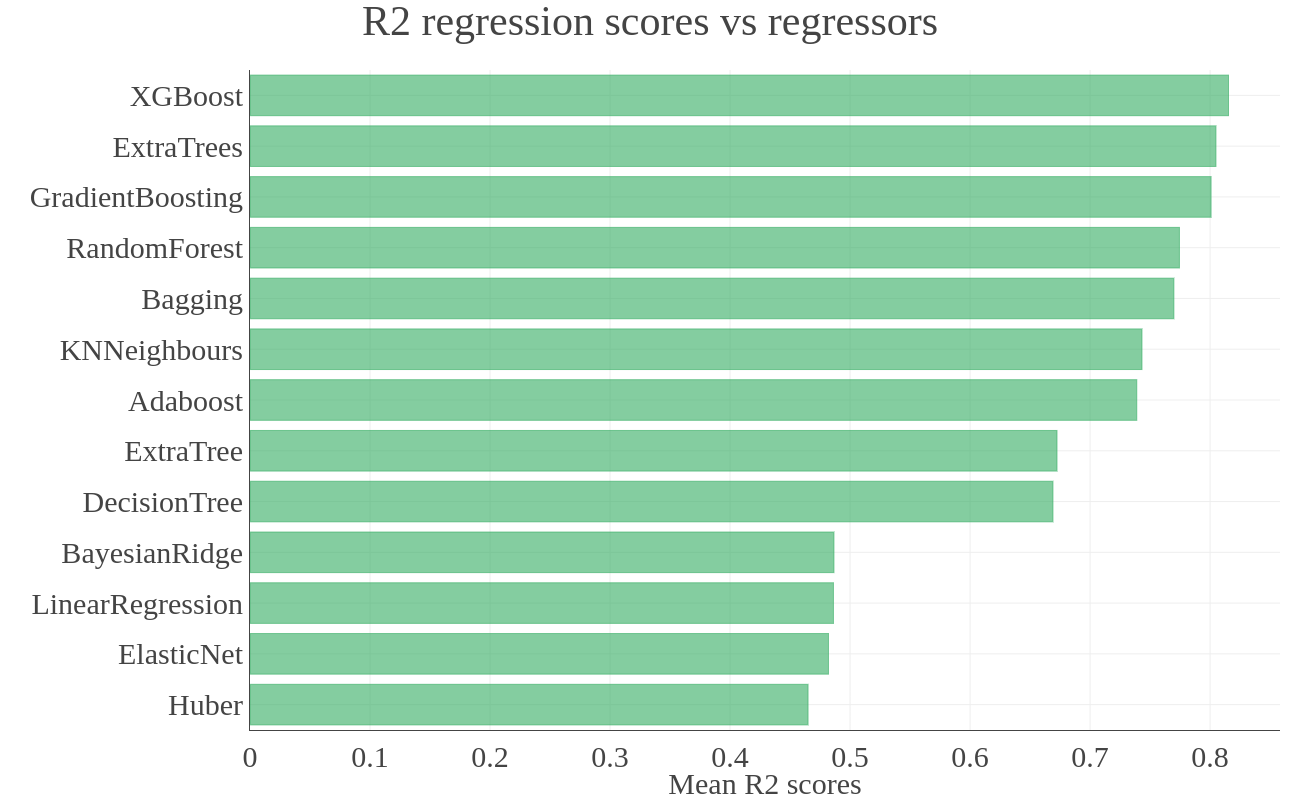 R2 regression scores vs regressors
XGBoost
ExtraTrees
GradientBoosting
RandomForest
Bagging
KNNeighbours
Adaboost
ExtraTree
DecisionTree
BayesianRidge
LinearRegression
ElasticNet
Huber
0 0.1 0.2 0.3 0.4 0.5 0.6 0.7 0.8
Mean R2 scores